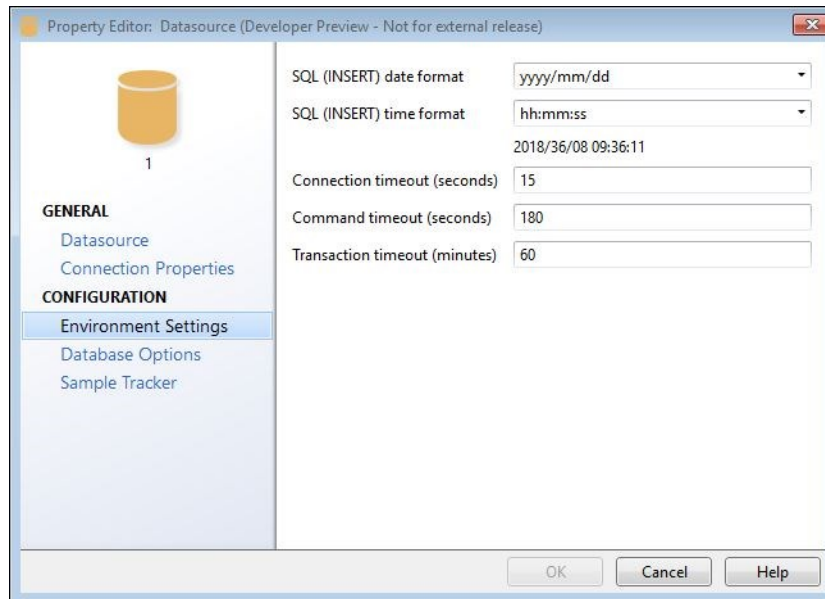 Property Editor: Datasource (Developer Preview - Not for external release)
1
GENERAL
Datasource
Connection Properties
CONFIGURATION
Environment Settings
Database Options
Sample Tracker
SQL (INSERT) date format yyyy/mm/dd
SQL (INSERT) time format hh:mm:ss
2018/36/08 09:36:11
Connection timeout (seconds) 15
Command timeout (seconds) 180
Transaction timeout (minutes) 60
OK Cancel Help